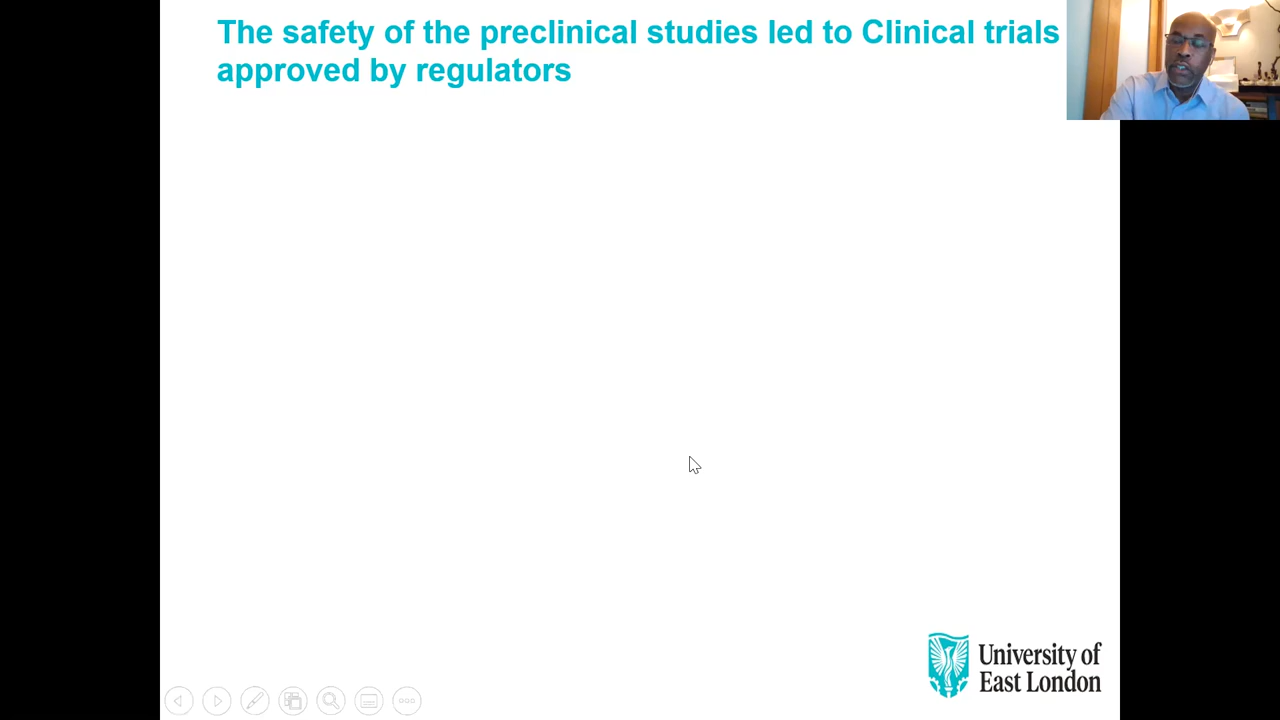 The safety of the preclinical studies led to Clinical trials
approved by regulators
University of
East London